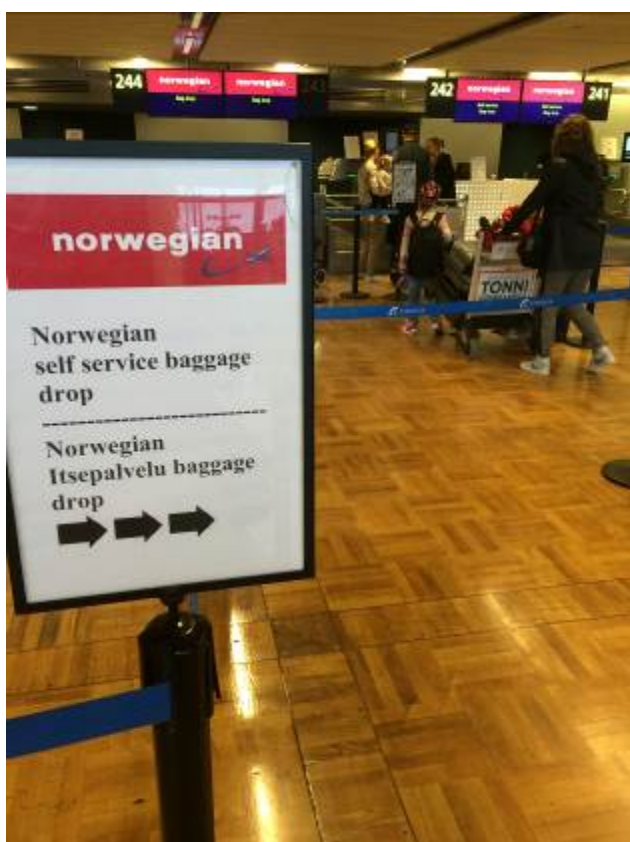 244
norwegian
norwegian
242
norwegian
norwegian
241
norwegian
Norwegian
self service baggage
drop
Norwegian
Itsepalvelu baggage
drop
TONNI